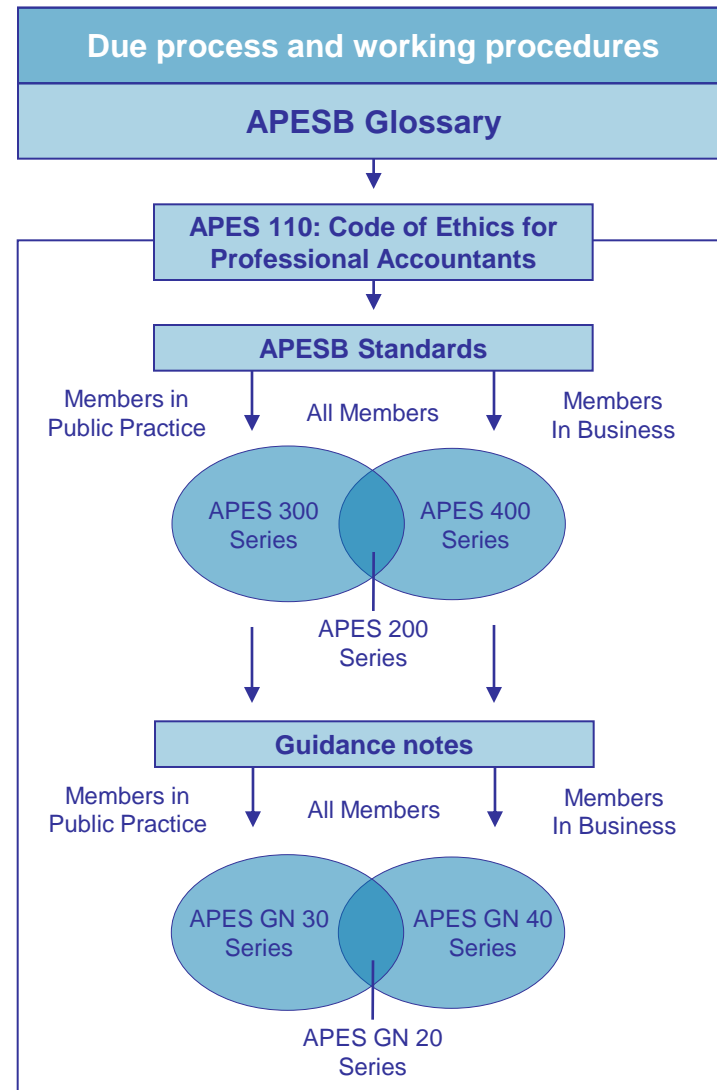 Due process and working procedures
APESB Glossary
APES 110: Code of Ethics for
Professional Accountants
APESB Standards
Members in
Public Practice
All Members
Members
In Business
APES 300
Series
APES 400
Series
APES 200
Series
Guidance notes
Members in
Public Practice
All Members
Members
In Business
APES GN 30
Series
APES GN 40
Series
APES GN 20
Series